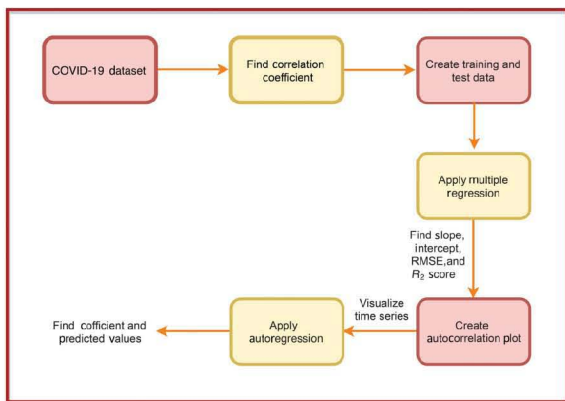 COVID-19 dataset
Find correlation
coefficient
Create training and
test data
Apply multiple
regression
Find slope,
intercept,
RMSE,and
R2 score
Visualize
time series
Create
autocorrelation plot
Apply
autoregression
Find cofficient and
predicted values